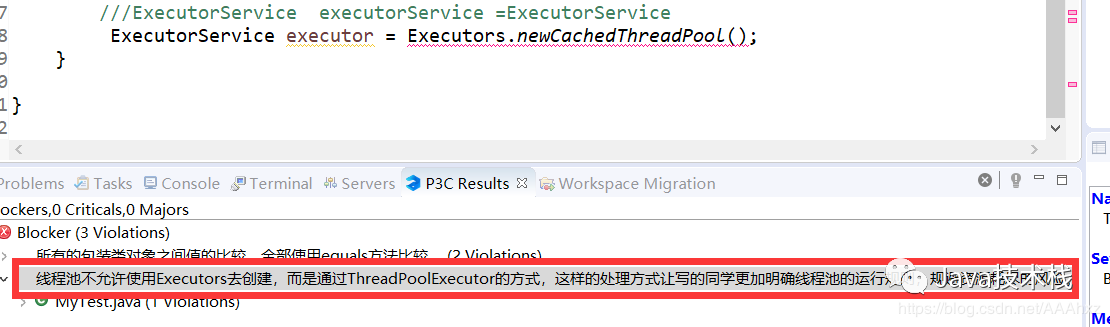 7 ///ExecutorService executorService =ExecutorService
8 ExecutorService executor = Executors.newCachedThreadPool();
9 }
0
1 }
2
Problems Tasks Console Terminal Servers P3C Results Workspace Migration
ockers,0 Criticals,0 Majors
Blocker (3 Violations)
所有的包装类对象之间值的比较，全部使用equals方法比较。 (2 Violations)
线程池不允许使用Executors去创建，而是通过ThreadPoolExecutor的方式，这样的处理方式让写的同学更加明确线程池的运行
MyTest.java (1 Violations)
Java技术栈
https://blog.csdn.net/AAAh
Na
T
Se
B
Me